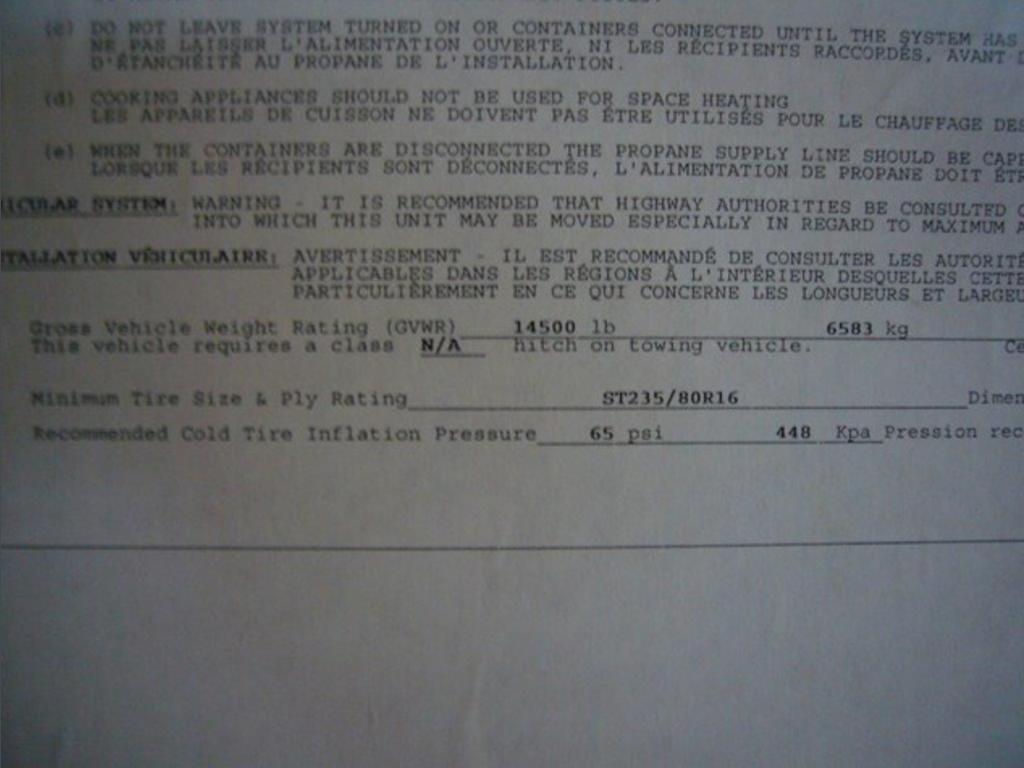 (c) DO NOT LEAVE SYSTEM TURNED ON OR CONTAINERS CONNECTED UNTIL THE SYSTEM HAS
NE PAS LAISSER L'ALIMENTATION OUVERTE, NI LES RÉCIPIENTS RACCORDÉS, AVANT
D'ÉTANCHÉITÉ AU PROPANE DE L'INSTALLATION.
(d) COOKING APPLIANCES SHOULD NOT BE USED FOR SPACE HEATING
LES APPAREILS DE CUISSON NE DOIVENT PAS ÊTRE UTILISÉS POUR LE CHAUFFAGE DES
(e) WHEN THE CONTAINERS ARE DISCONNECTED THE PROPANE SUPPLY LINE SHOULD BE CAPP
LORSQUE LES RÉCIPIENTS SONT DÉCONNECTÉS, L'ALIMENTATION DE PROPANE DOIT ÊTR
ICULAR SYSTEM: WARNING - IT IS RECOMMENDED THAT HIGHWAY AUTHORITIES BE CONSULTED
INTO WHICH THIS UNIT MAY BE MOVED ESPECIALLY IN REGARD TO MAXIMUM
TALLATION VÉHICULAIRE: AVERTISSEMENT - IL EST RECOMMANDÉ DE CONSULTER LES AUTORITÉ
APPLICABLES DANS LES RÉGIONS À L'INTÉRIEUR DESQUELLES CETTE
PARTICULIÈREMENT EN CE QUI CONCERNE LES LONGUEURS ET LARGEU
Gross Vehicle Weight Rating (GVWR) 14500 lb 6583 kg
This vehicle requires a class N/A hitch on towing vehicle. Ce
Minimum Tire Size & Ply Rating ST235/80R16 Dimen
Recommended Cold Tire Inflation Pressure 65 psi 448 Kpa Pression rec